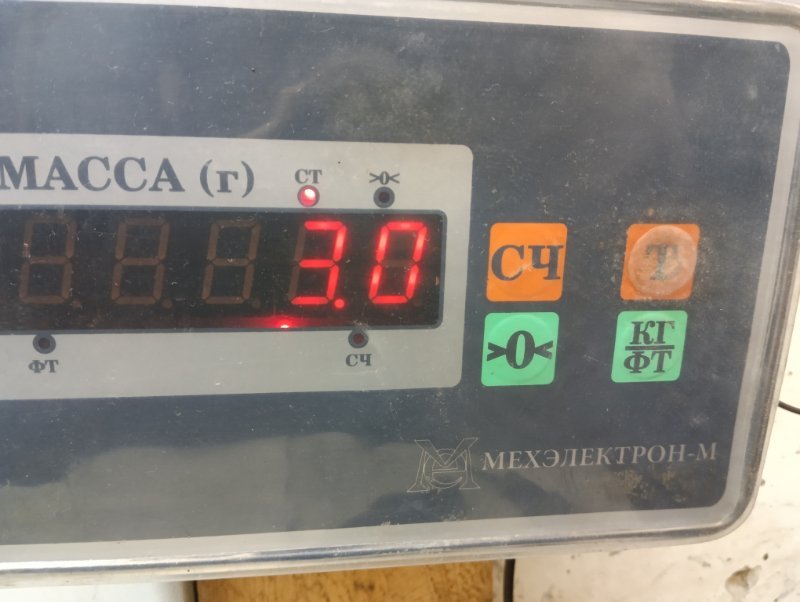 МАССА (г)
СТ
>0<
3.0
ФТ
СЧ
СЧ
Т
>0<
КГ
ФТ
МЕХЭЛЕКТРОН-М